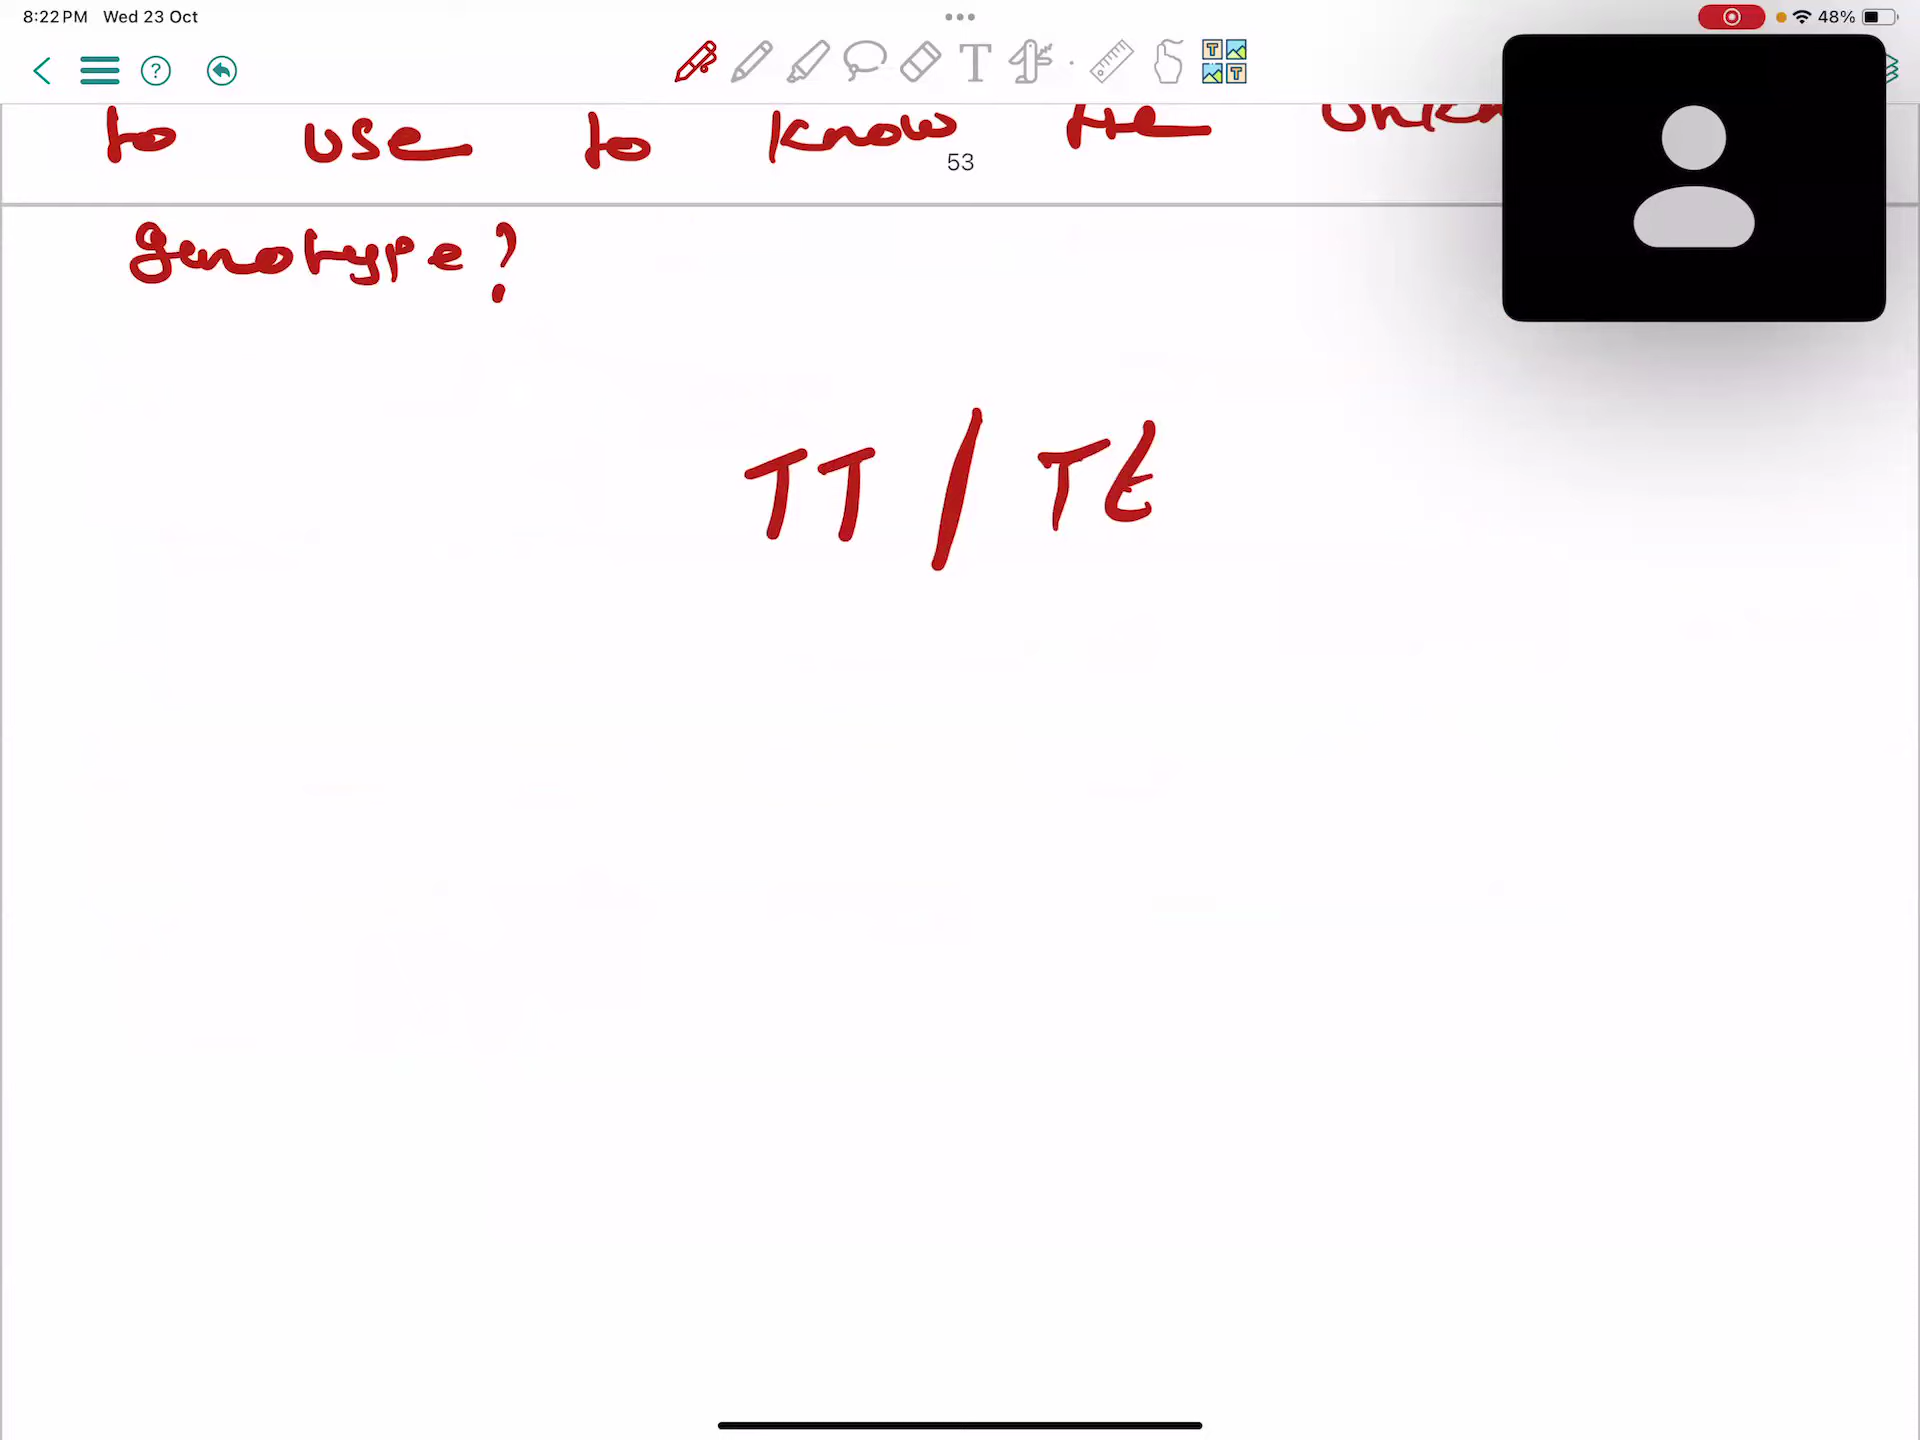 8:22 PM Wed 23 Oct
48%
to use to know the
53
genotype?
TT / Tt